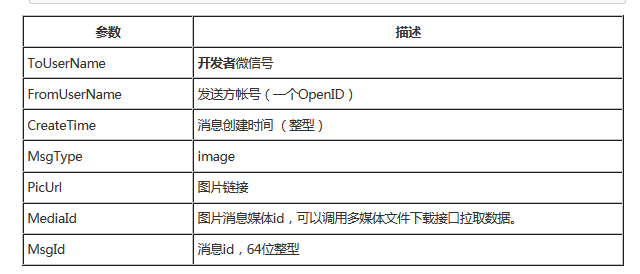 参数 描述
ToUserName 开发者微信号
FromUserName 发送方帐号（一个OpenID）
CreateTime 消息创建时间 （整型）
MsgType image
PicUrl 图片链接
MediaId 图片消息媒体id，可以调用多媒体文件下载接口拉取数据。
MsgId 消息id，64位整型